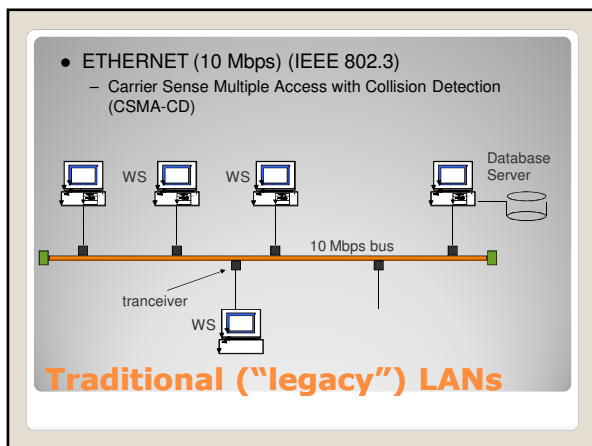 ● ETHERNET (10 Mbps) (IEEE 802.3)
– Carrier Sense Multiple Access with Collision Detection
(CSMA-CD)
WS
WS
Database
Server
10 Mbps bus
tranceiver
WS
Traditional (“legacy”) LANs